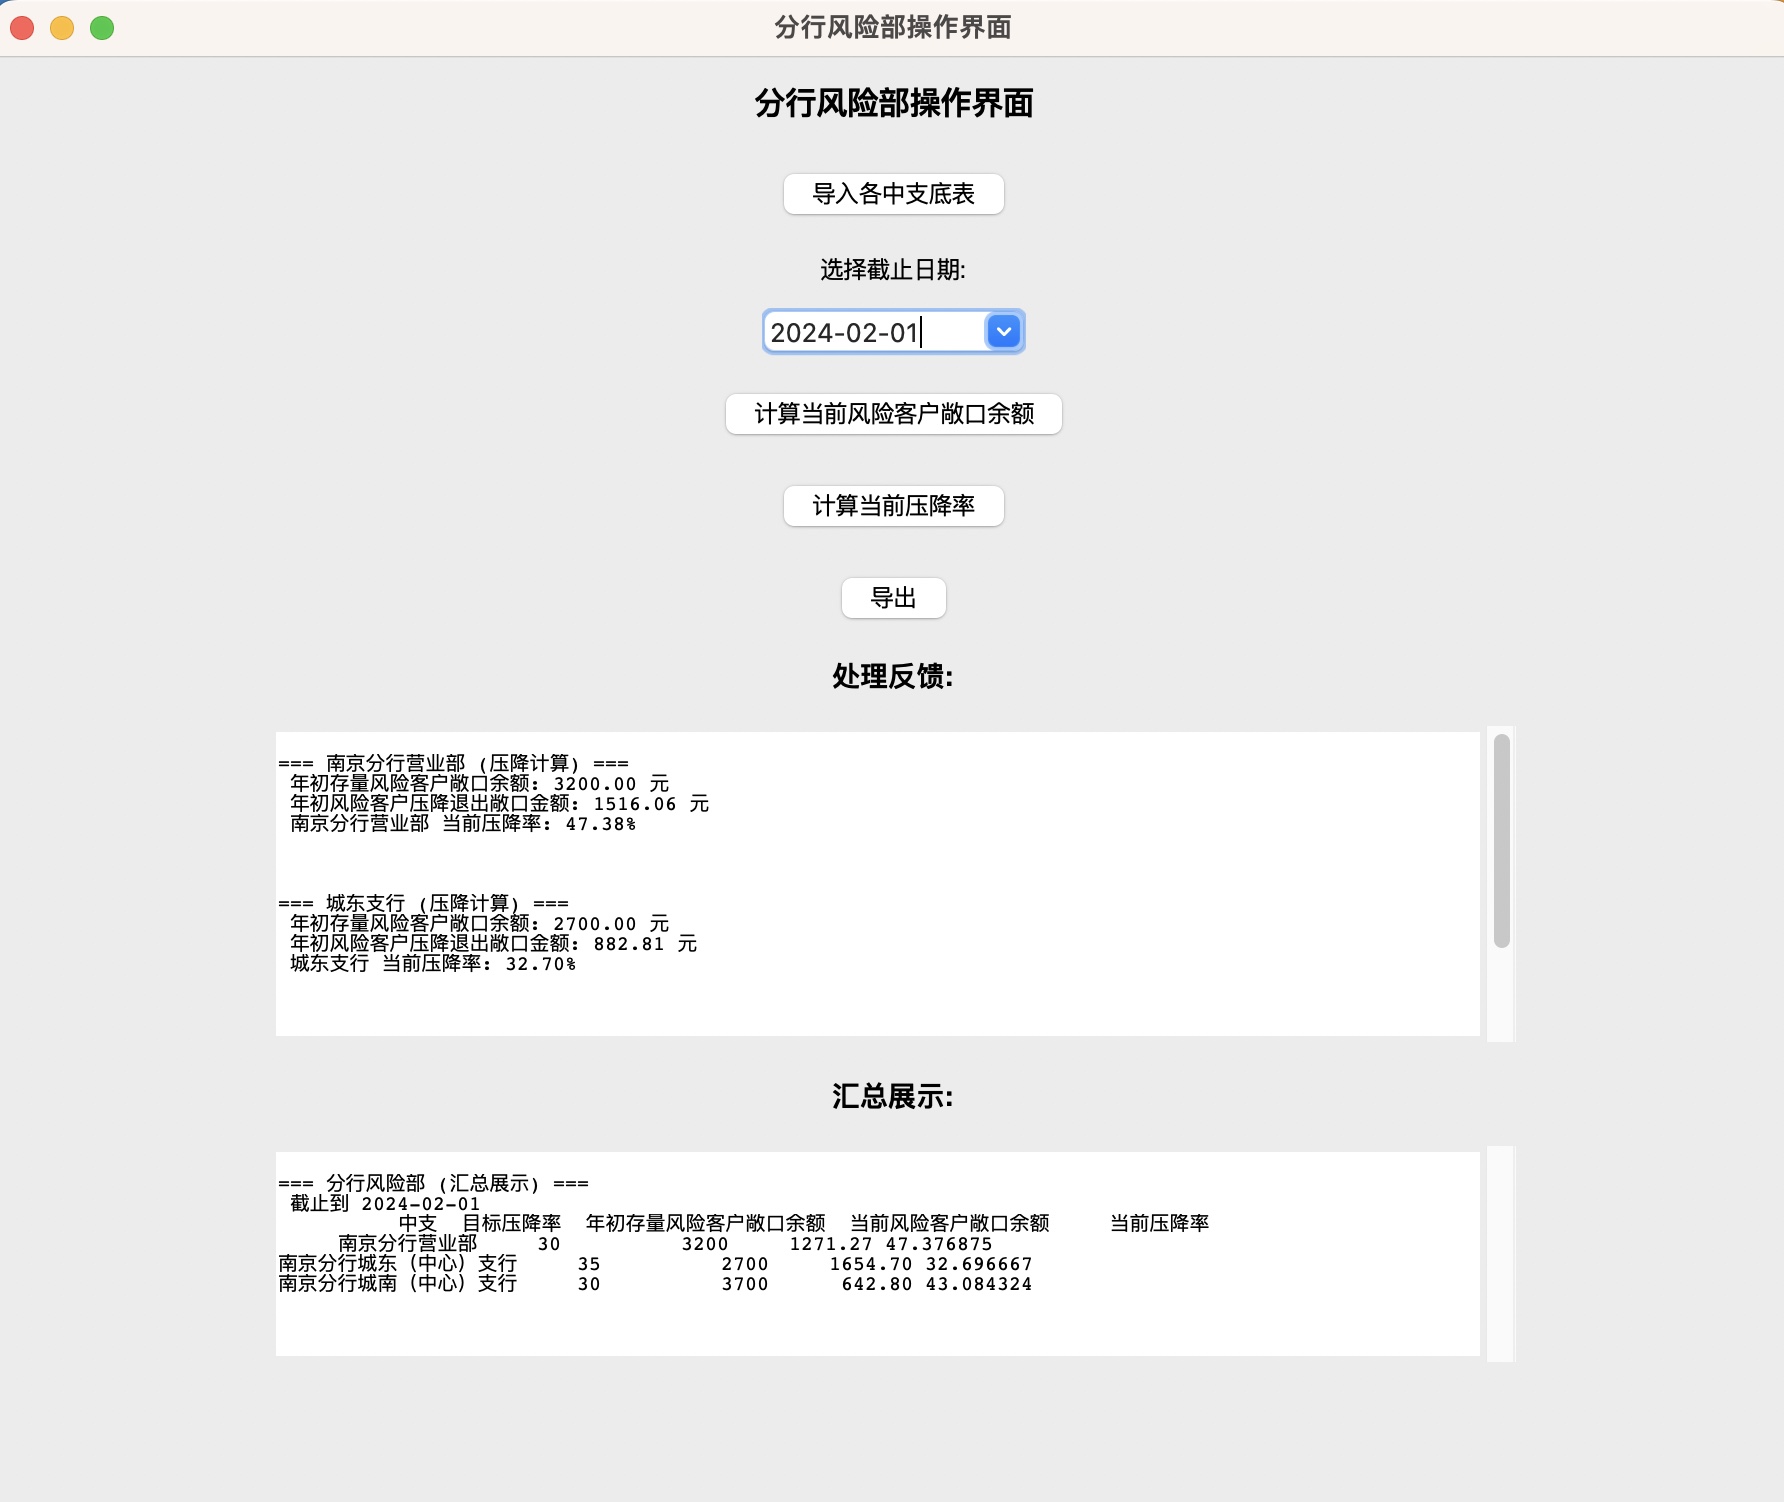 分行风险部操作界面
分行风险部操作界面
导入各中支底表
选择截止日期:
2024-02-01
计算当前风险客户敞口余额
计算当前压降率
导出
处理反馈:
=== 南京分行营业部 (压降计算) ===
年初存量风险客户敞口余额: 3200.00 元
年初风险客户压降退出敞口金额: 1516.06 元
南京分行营业部 当前压降率: 47.38%
=== 城东支行 (压降计算) ===
年初存量风险客户敞口余额: 2700.00 元
年初风险客户压降退出敞口金额: 882.81 元
城东支行 当前压降率: 32.70%
汇总展示:
=== 分行风险部 (汇总展示) ===
截止到 2024-02-01
中支 目标压降率 年初存量风险客户敞口余额 当前风险客户敞口余额 当前压降率
南京分行营业部 30 3200 1271.27 47.376875
南京分行城东（中心）支行 35 2700 1654.70 32.696667
南京分行城南（中心）支行 30 3700 642.80 43.084324